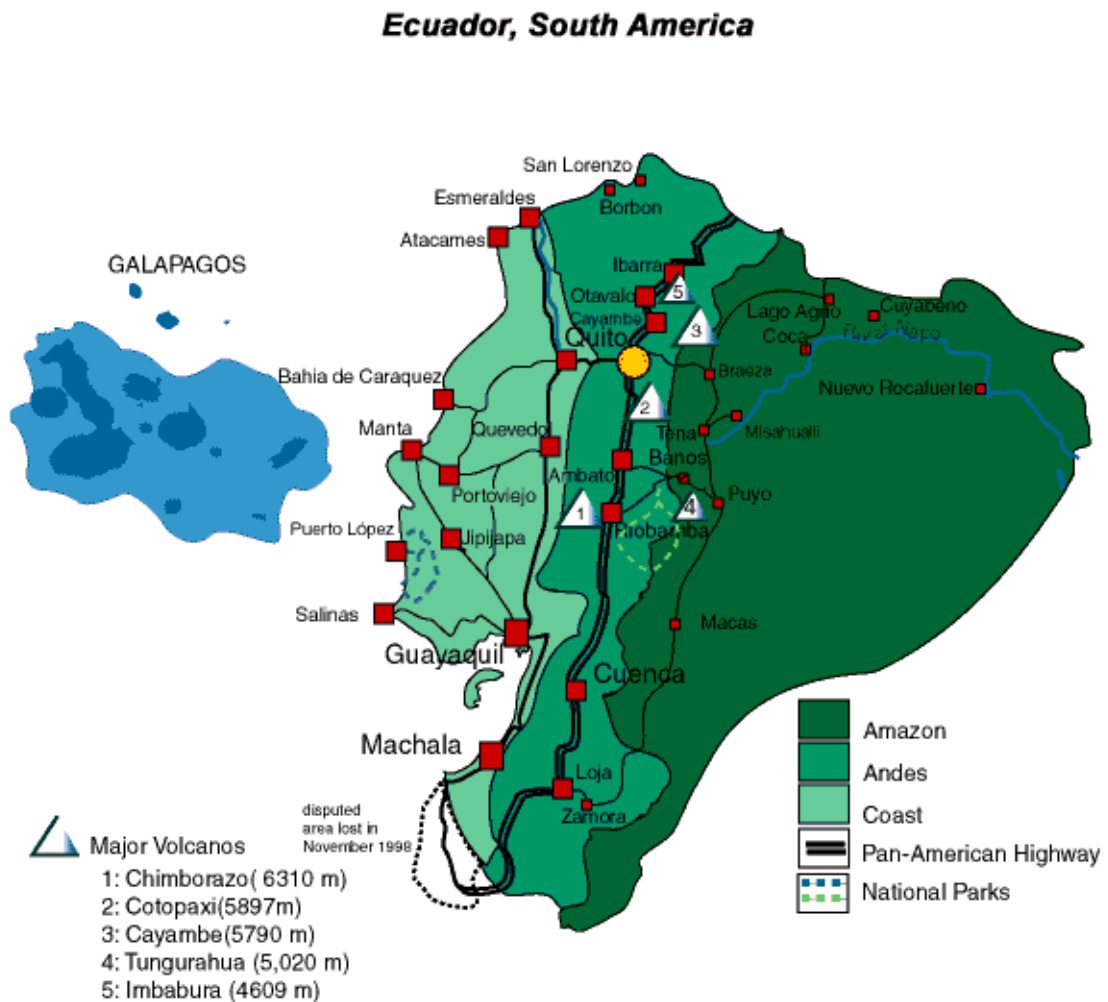 Ecuador, South America
San Lorenzo
Esmeraldes
Borbon
Atacames
GALAPAGOS
Ibarra
Otavalo
5
Cayambe
3
Lago Agrio
Cuyabeno
Quito
Coca
Bahia de Caraquez
Braeza
Nuevo Rocafuerte
2
Manta
Quevedo
Tena
Misahualli
Ambato
Banos
Portoviejo
Puyo
1
4
Puerto López
Jipijapa
Riobamba
Salinas
Macas
Guayaquil
Cuenca
Machala
Loja
Zamora
disputed
area lost in
November 1998
Amazon
Andes
Coast
Pan-American Highway
National Parks
Major Volcanos
1: Chimborazo( 6310 m)
2: Cotopaxi(5897m)
3: Cayambe(5790 m)
4: Tungurahua (5,020 m)
5: Imbabura (4609 m)